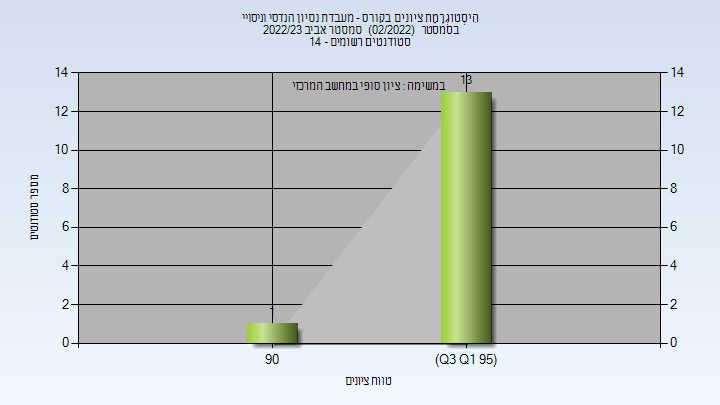 הִיסְטוֹגְרָמַת ציונים בקורס - מעבדת נסיון הנדסי וניסויי
בסמסטר (02/2022) סמסטר אביב 2022/23
סטודנטים רשומים - 14
במשימה : ציון סופי במחשב המרכזי
14
12
10
8
6
4
2
0
14
12
10
8
6
4
2
0
1
13
90
(Q3 Q1 95)
מספר סטודנטים
טווח ציונים